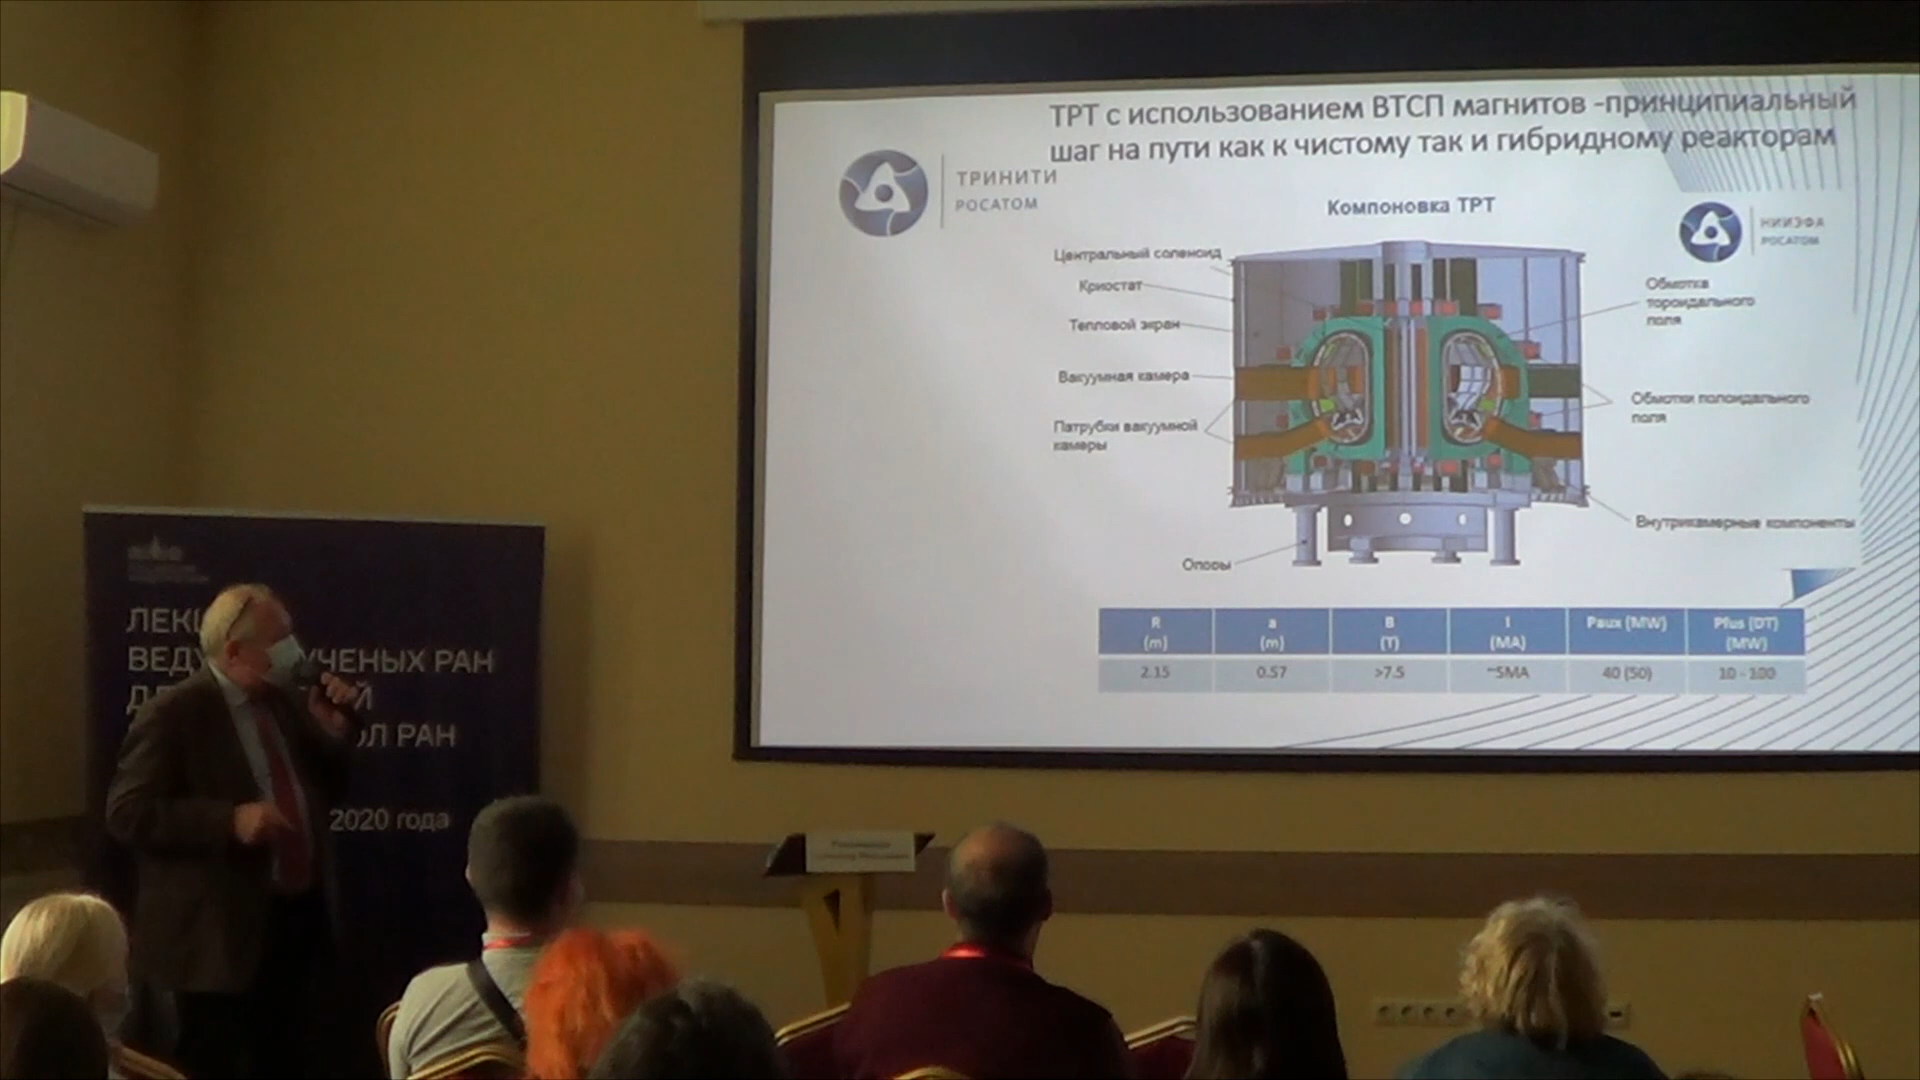 ТРТ с использованием ВТСП магнитов -принципиальный
шаг на пути как к чистому так и гибридному реакторам
ТРИНИТИ
РОСАТОМ
Компоновка ТРТ
НИИЭФА
РОСАТОМ
Центральный соленоид
Криостат
Тепловой экран
Вакуумная камера
Патрубки вакуумной
камеры
Опоры
Обмотка
тороидального
поля
Обмотки полоидального
поля
Внутрикамерные компоненты
R
(m)
a
(m)
B
(T)
I
(MA)
Paux (MW)
Pfus (DT)
(MW)
2.15
0.57
>7.5
~5MA
40 (50)
10 - 100
УЧЕНЫХ РАН
РАН
2020 года